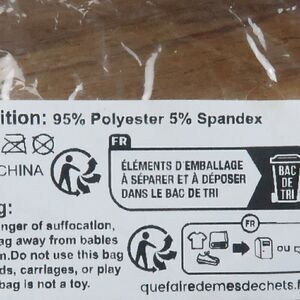 ition: 95% Polyester 5% Spandex
FR
CHINA
ÉLÉMENTS D'EMBALLAGE
À SÉPARER ET À DÉPOSER
DANS LE BAC DE TRI
BAC
DE
TRI
g:
nger of suffocation,
ag away from babies
m.Do not use this bag
ds, carriages, or play
bag is not a toy.
FR
ou
quefairedemesdechets.f